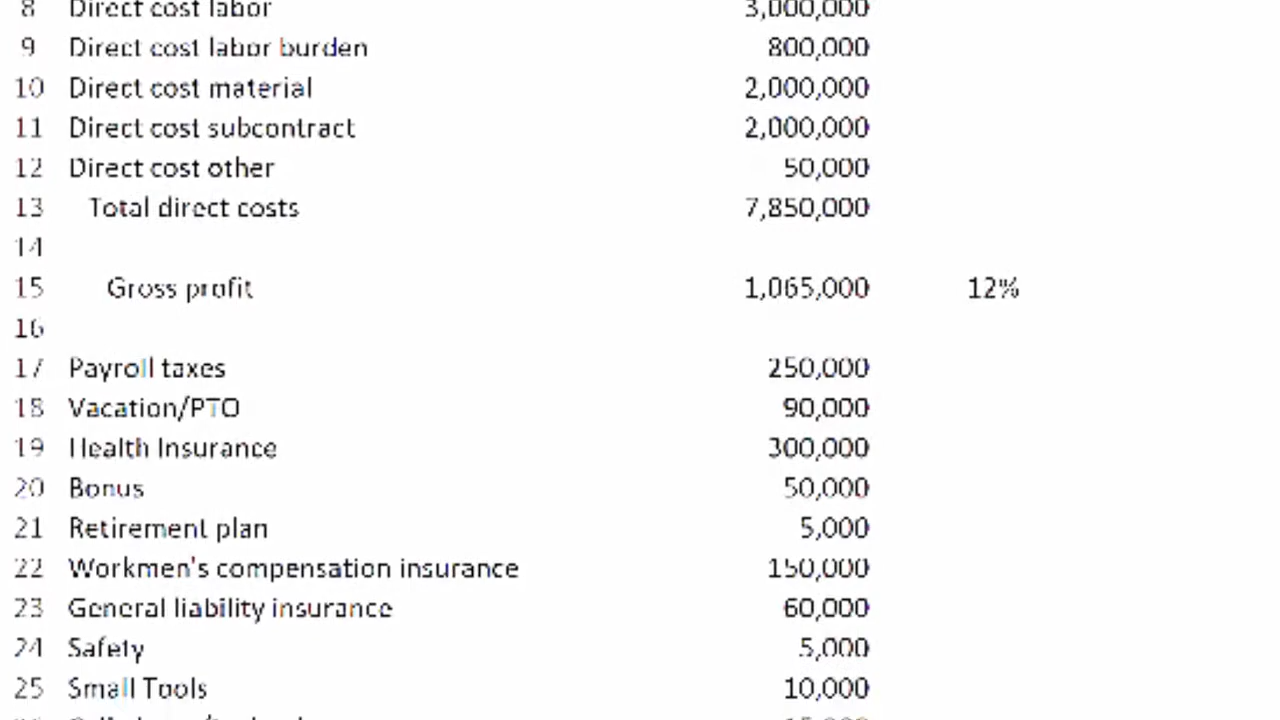 8 Direct cost labor 3,000,000
9 Direct cost labor burden 800,000
10 Direct cost material 2,000,000
11 Direct cost subcontract 2,000,000
12 Direct cost other 50,000
13 Total direct costs 7,850,000
14
15 Gross profit 1,065,000 12%
16
17 Payroll taxes 250,000
18 Vacation/PTO 90,000
19 Health Insurance 300,000
20 Bonus 50,000
21 Retirement plan 5,000
22 Workmen's compensation insurance 150,000
23 General liability insurance 60,000
24 Safety 5,000
25 Small Tools 10,000